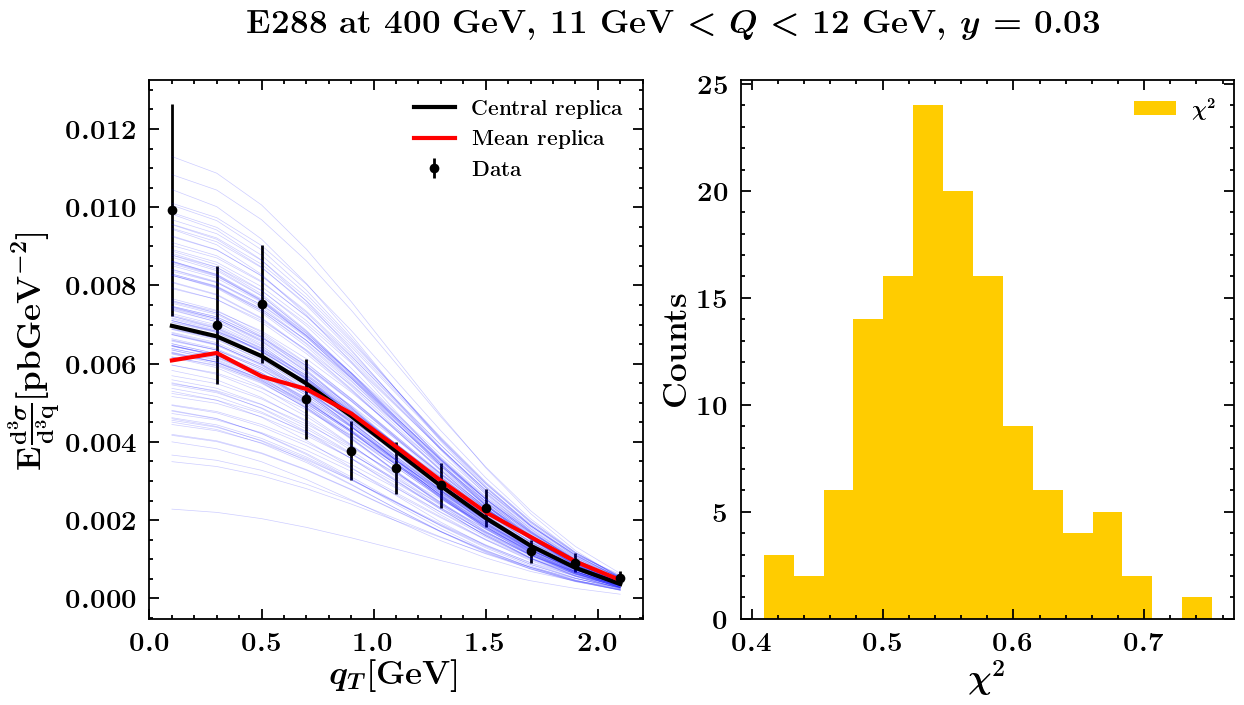 E288 at 400 GeV, 11 GeV < Q < 12 GeV, y = 0.03
Central replica
Mean replica
Data
0.012
0.010
0.008
0.006
0.004
0.002
0.000
E d³σ/d³q [pbGeV⁻²]
0.0 0.5 1.0 1.5 2.0
q_T[GeV]
χ²
25
20
15
10
5
0
Counts
0.4 0.5 0.6 0.7
χ²